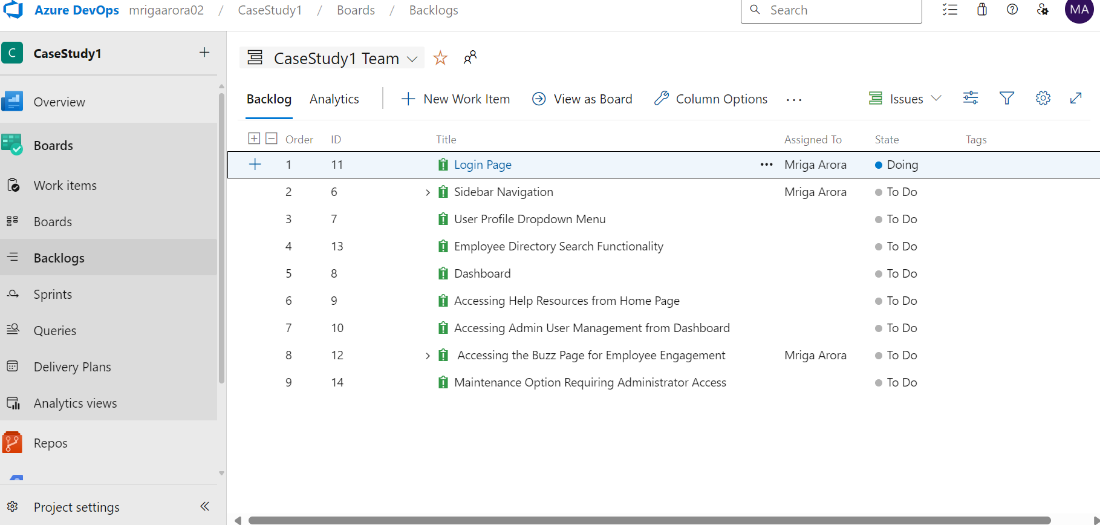 Azure DevOps mrigaarora02 / CaseStudy1 / Boards / Backlogs Search MA
C CaseStudy1 +
CaseStudy1 Team
Overview
Boards
Work items
Boards
Backlogs
Sprints
Queries
Delivery Plans
Analytics views
Repos
Project settings
Backlog Analytics New Work Item View as Board Column Options ... Issues
Order ID Title Assigned To State Tags
1 11 Login Page ... Mriga Arora Doing
2 6 Sidebar Navigation Mriga Arora To Do
3 7 User Profile Dropdown Menu To Do
4 13 Employee Directory Search Functionality To Do
5 8 Dashboard To Do
6 9 Accessing Help Resources from Home Page To Do
7 10 Accessing Admin User Management from Dashboard To Do
8 12 Accessing the Buzz Page for Employee Engagement Mriga Arora To Do
9 14 Maintenance Option Requiring Administrator Access To Do